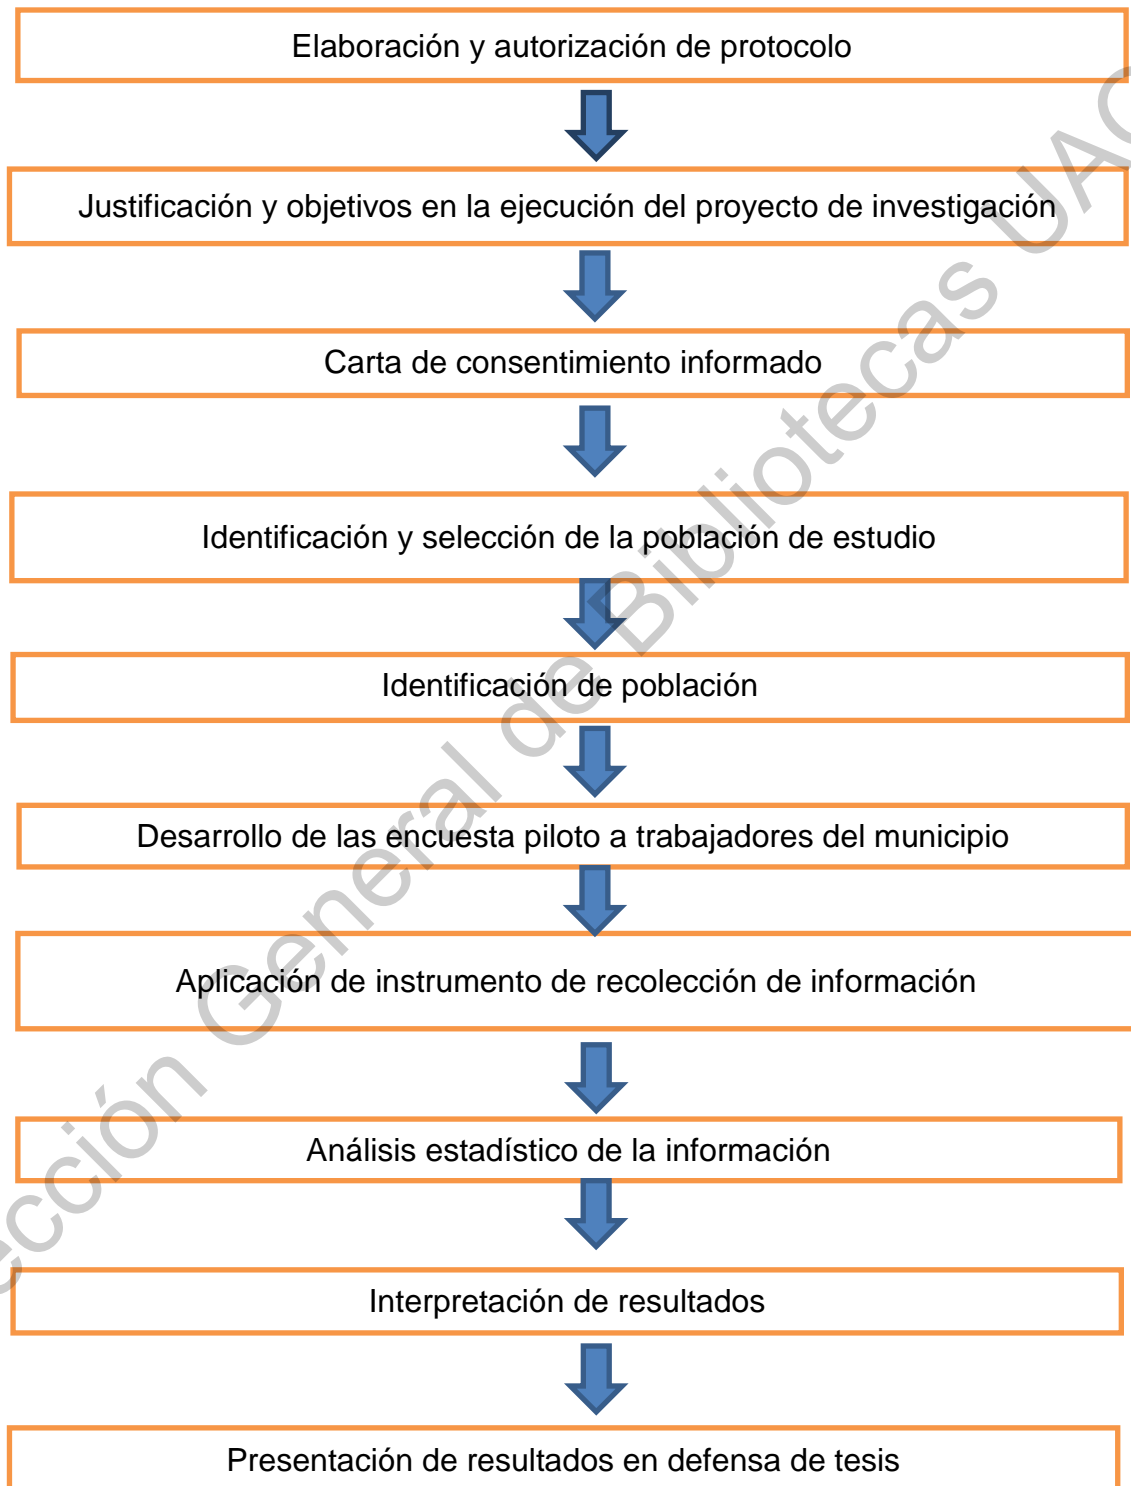 Elaboración y autorización de protocolo
Justificación y objetivos en la ejecución del proyecto de investigación
Carta de consentimiento informado
Identificación y selección de la población de estudio
Identificación de población
Desarrollo de las encuesta piloto a trabajadores del municipio
Aplicación de instrumento de recolección de información
Análisis estadístico de la información
Interpretación de resultados
Presentación de resultados en defensa de tesis
General de Bibliotecas